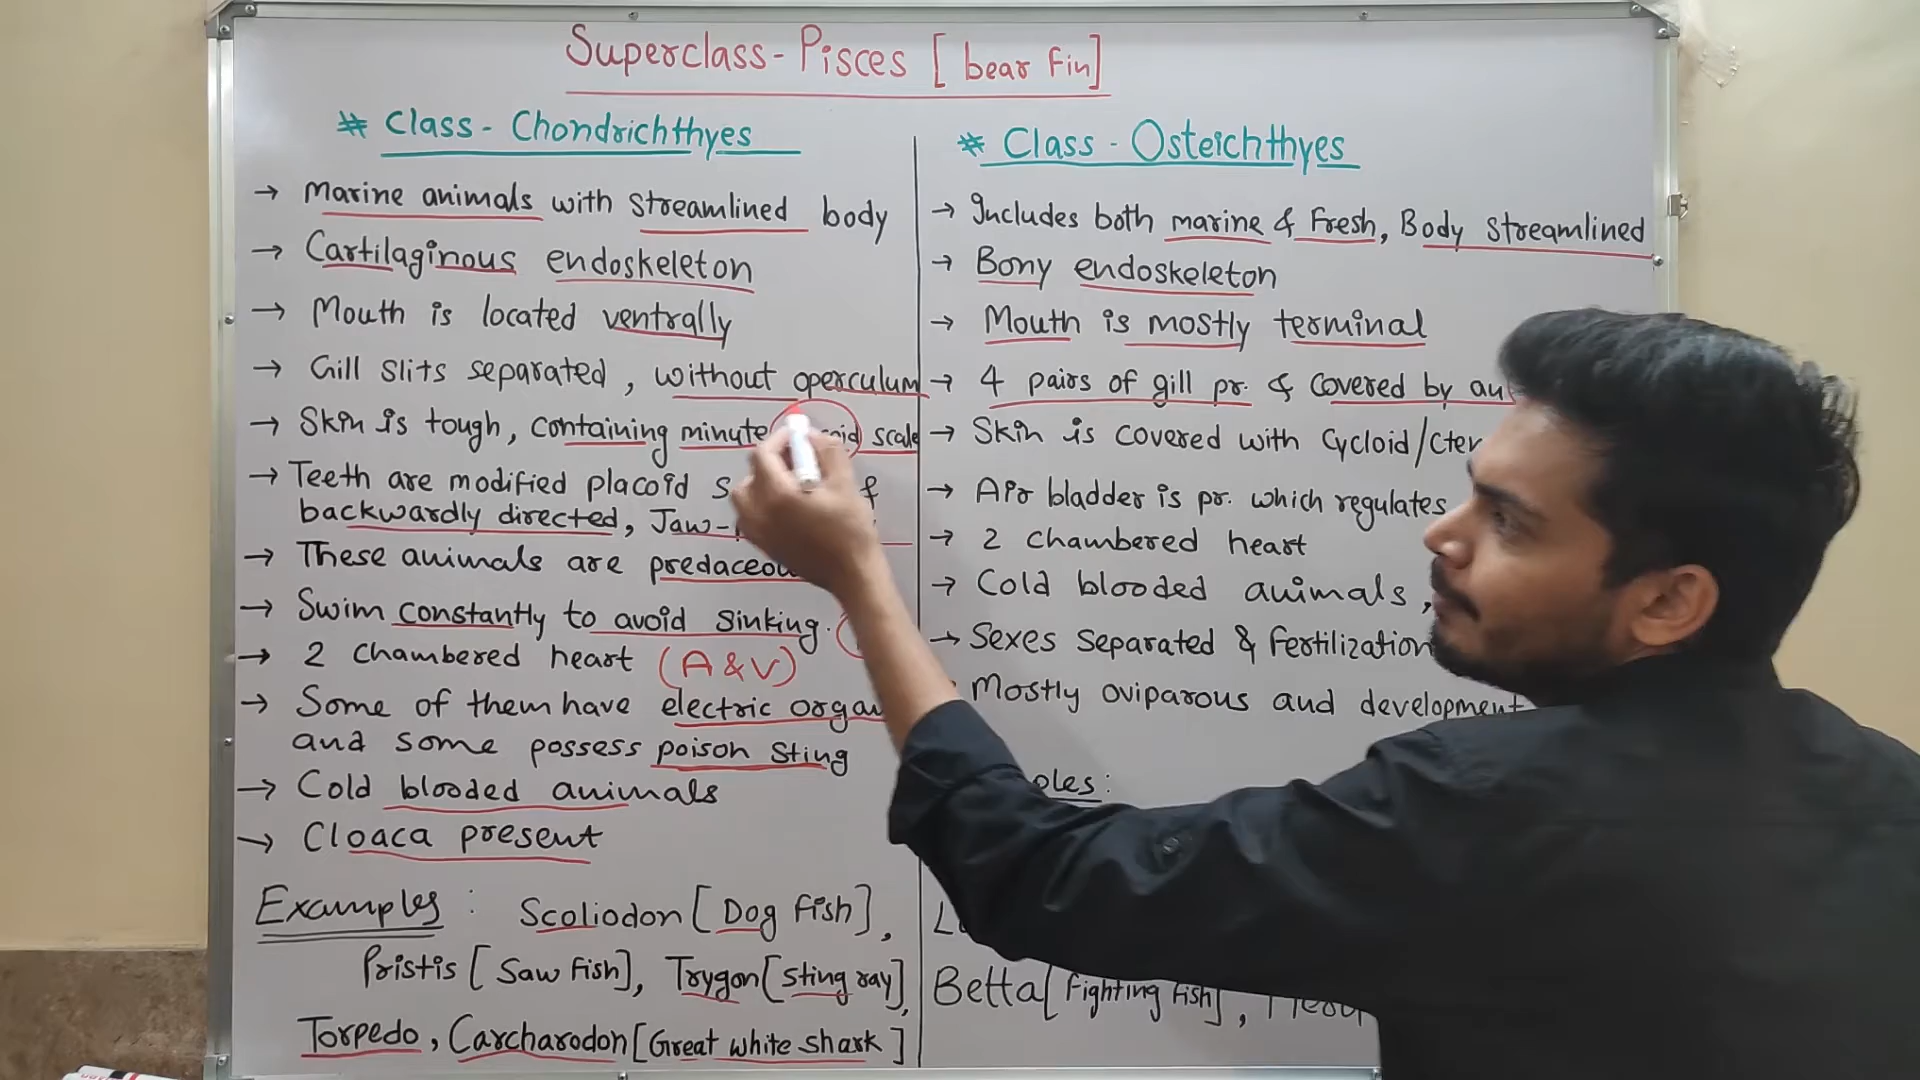 Superclass - Pisces [bear Fin]
# Class - Chondrichthyes
→ Marine animals with streamlined body
→ Cartilaginous endoskeleton
→ Mouth is located ventrally
→ Gill slits separated, without operculum
→ Skin is tough, containing minute scale
→ Teeth are modified placoid
backwardly directed, Jaw-
→ These animals are
→ Swim constantly to avoid sinking.
→ 2 chambered heart (A & V)
→ Some of them have electric
and some possess poison sting
→ Cold blooded animals
→ Cloaca present
Examples : Scoliodon [Dog fish],
Pristis [Saw Fish], Trygon [Sting ray],
Torpedo, Carcharodon [Great white shark]
# Class - Osteichthyes
→ Includes both marine & Fresh, Body streamlined
→ Bony endoskeleton
→ Mouth is mostly terminal
→ 4 pairs of gill pr. & covered by
→ Skin is covered with Cycloid/
→ Air bladder is pr. which regulates
→ 2 chambered heart
→ Cold blooded animals,
→ Sexes separated & Fertilization
Mostly oviparous and development
Betta [Fighting Fish],